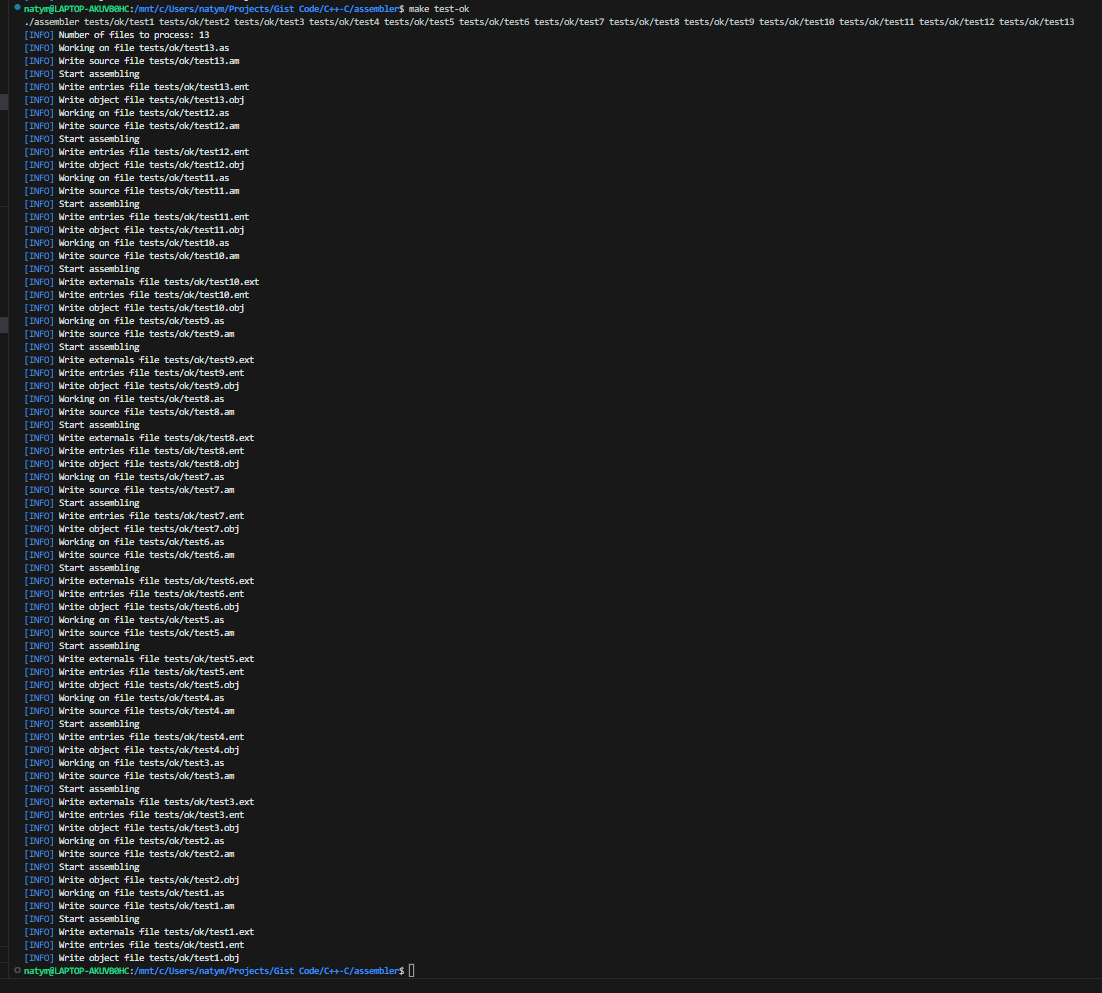 natym@LAPTOP-AKUVB0HC:/mnt/c/Users/natym/Projects/Gist Code/C++-C/assembler$ make test-ok
./assembler tests/ok/test1 tests/ok/test2 tests/ok/test3 tests/ok/test4 tests/ok/test5 tests/ok/test6 tests/ok/test7 tests/ok/test8 tests/ok/test9 tests/ok/test10 tests/ok/test11 tests/ok/test12 tests/ok/test13
[INFO] Number of files to process: 13
[INFO] Working on file tests/ok/test13.as
[INFO] Write source file tests/ok/test13.am
[INFO] Start assembling
[INFO] Write entries file tests/ok/test13.ent
[INFO] Write object file tests/ok/test13.obj
[INFO] Working on file tests/ok/test12.as
[INFO] Write source file tests/ok/test12.am
[INFO] Start assembling
[INFO] Write entries file tests/ok/test12.ent
[INFO] Write object file tests/ok/test12.obj
[INFO] Working on file tests/ok/test11.as
[INFO] Write source file tests/ok/test11.am
[INFO] Start assembling
[INFO] Write entries file tests/ok/test11.ent
[INFO] Write object file tests/ok/test11.obj
[INFO] Working on file tests/ok/test10.as
[INFO] Write source file tests/ok/test10.am
[INFO] Start assembling
[INFO] Write externals file tests/ok/test10.ext
[INFO] Write entries file tests/ok/test10.ent
[INFO] Write object file tests/ok/test10.obj
[INFO] Working on file tests/ok/test9.as
[INFO] Write source file tests/ok/test9.am
[INFO] Start assembling
[INFO] Write externals file tests/ok/test9.ext
[INFO] Write entries file tests/ok/test9.ent
[INFO] Write object file tests/ok/test9.obj
[INFO] Working on file tests/ok/test8.as
[INFO] Write source file tests/ok/test8.am
[INFO] Start assembling
[INFO] Write externals file tests/ok/test8.ext
[INFO] Write entries file tests/ok/test8.ent
[INFO] Write object file tests/ok/test8.obj
[INFO] Working on file tests/ok/test7.as
[INFO] Write source file tests/ok/test7.am
[INFO] Start assembling
[INFO] Write entries file tests/ok/test7.ent
[INFO] Write object file tests/ok/test7.obj
[INFO] Working on file tests/ok/test6.as
[INFO] Write source file tests/ok/test6.am
[INFO] Start assembling
[INFO] Write externals file tests/ok/test6.ext
[INFO] Write entries file tests/ok/test6.ent
[INFO] Write object file tests/ok/test6.obj
[INFO] Working on file tests/ok/test5.as
[INFO] Write source file tests/ok/test5.am
[INFO] Start assembling
[INFO] Write externals file tests/ok/test5.ext
[INFO] Write entries file tests/ok/test5.ent
[INFO] Write object file tests/ok/test5.obj
[INFO] Working on file tests/ok/test4.as
[INFO] Write source file tests/ok/test4.am
[INFO] Start assembling
[INFO] Write entries file tests/ok/test4.ent
[INFO] Write object file tests/ok/test4.obj
[INFO] Working on file tests/ok/test3.as
[INFO] Write source file tests/ok/test3.am
[INFO] Start assembling
[INFO] Write externals file tests/ok/test3.ext
[INFO] Write entries file tests/ok/test3.ent
[INFO] Write object file tests/ok/test3.obj
[INFO] Working on file tests/ok/test2.as
[INFO] Write source file tests/ok/test2.am
[INFO] Start assembling
[INFO] Write object file tests/ok/test2.obj
[INFO] Working on file tests/ok/test1.as
[INFO] Write source file tests/ok/test1.am
[INFO] Start assembling
[INFO] Write externals file tests/ok/test1.ext
[INFO] Write entries file tests/ok/test1.ent
[INFO] Write object file tests/ok/test1.obj
natym@LAPTOP-AKUVB0HC:/mnt/c/Users/natym/Projects/Gist Code/C++-C/assembler$